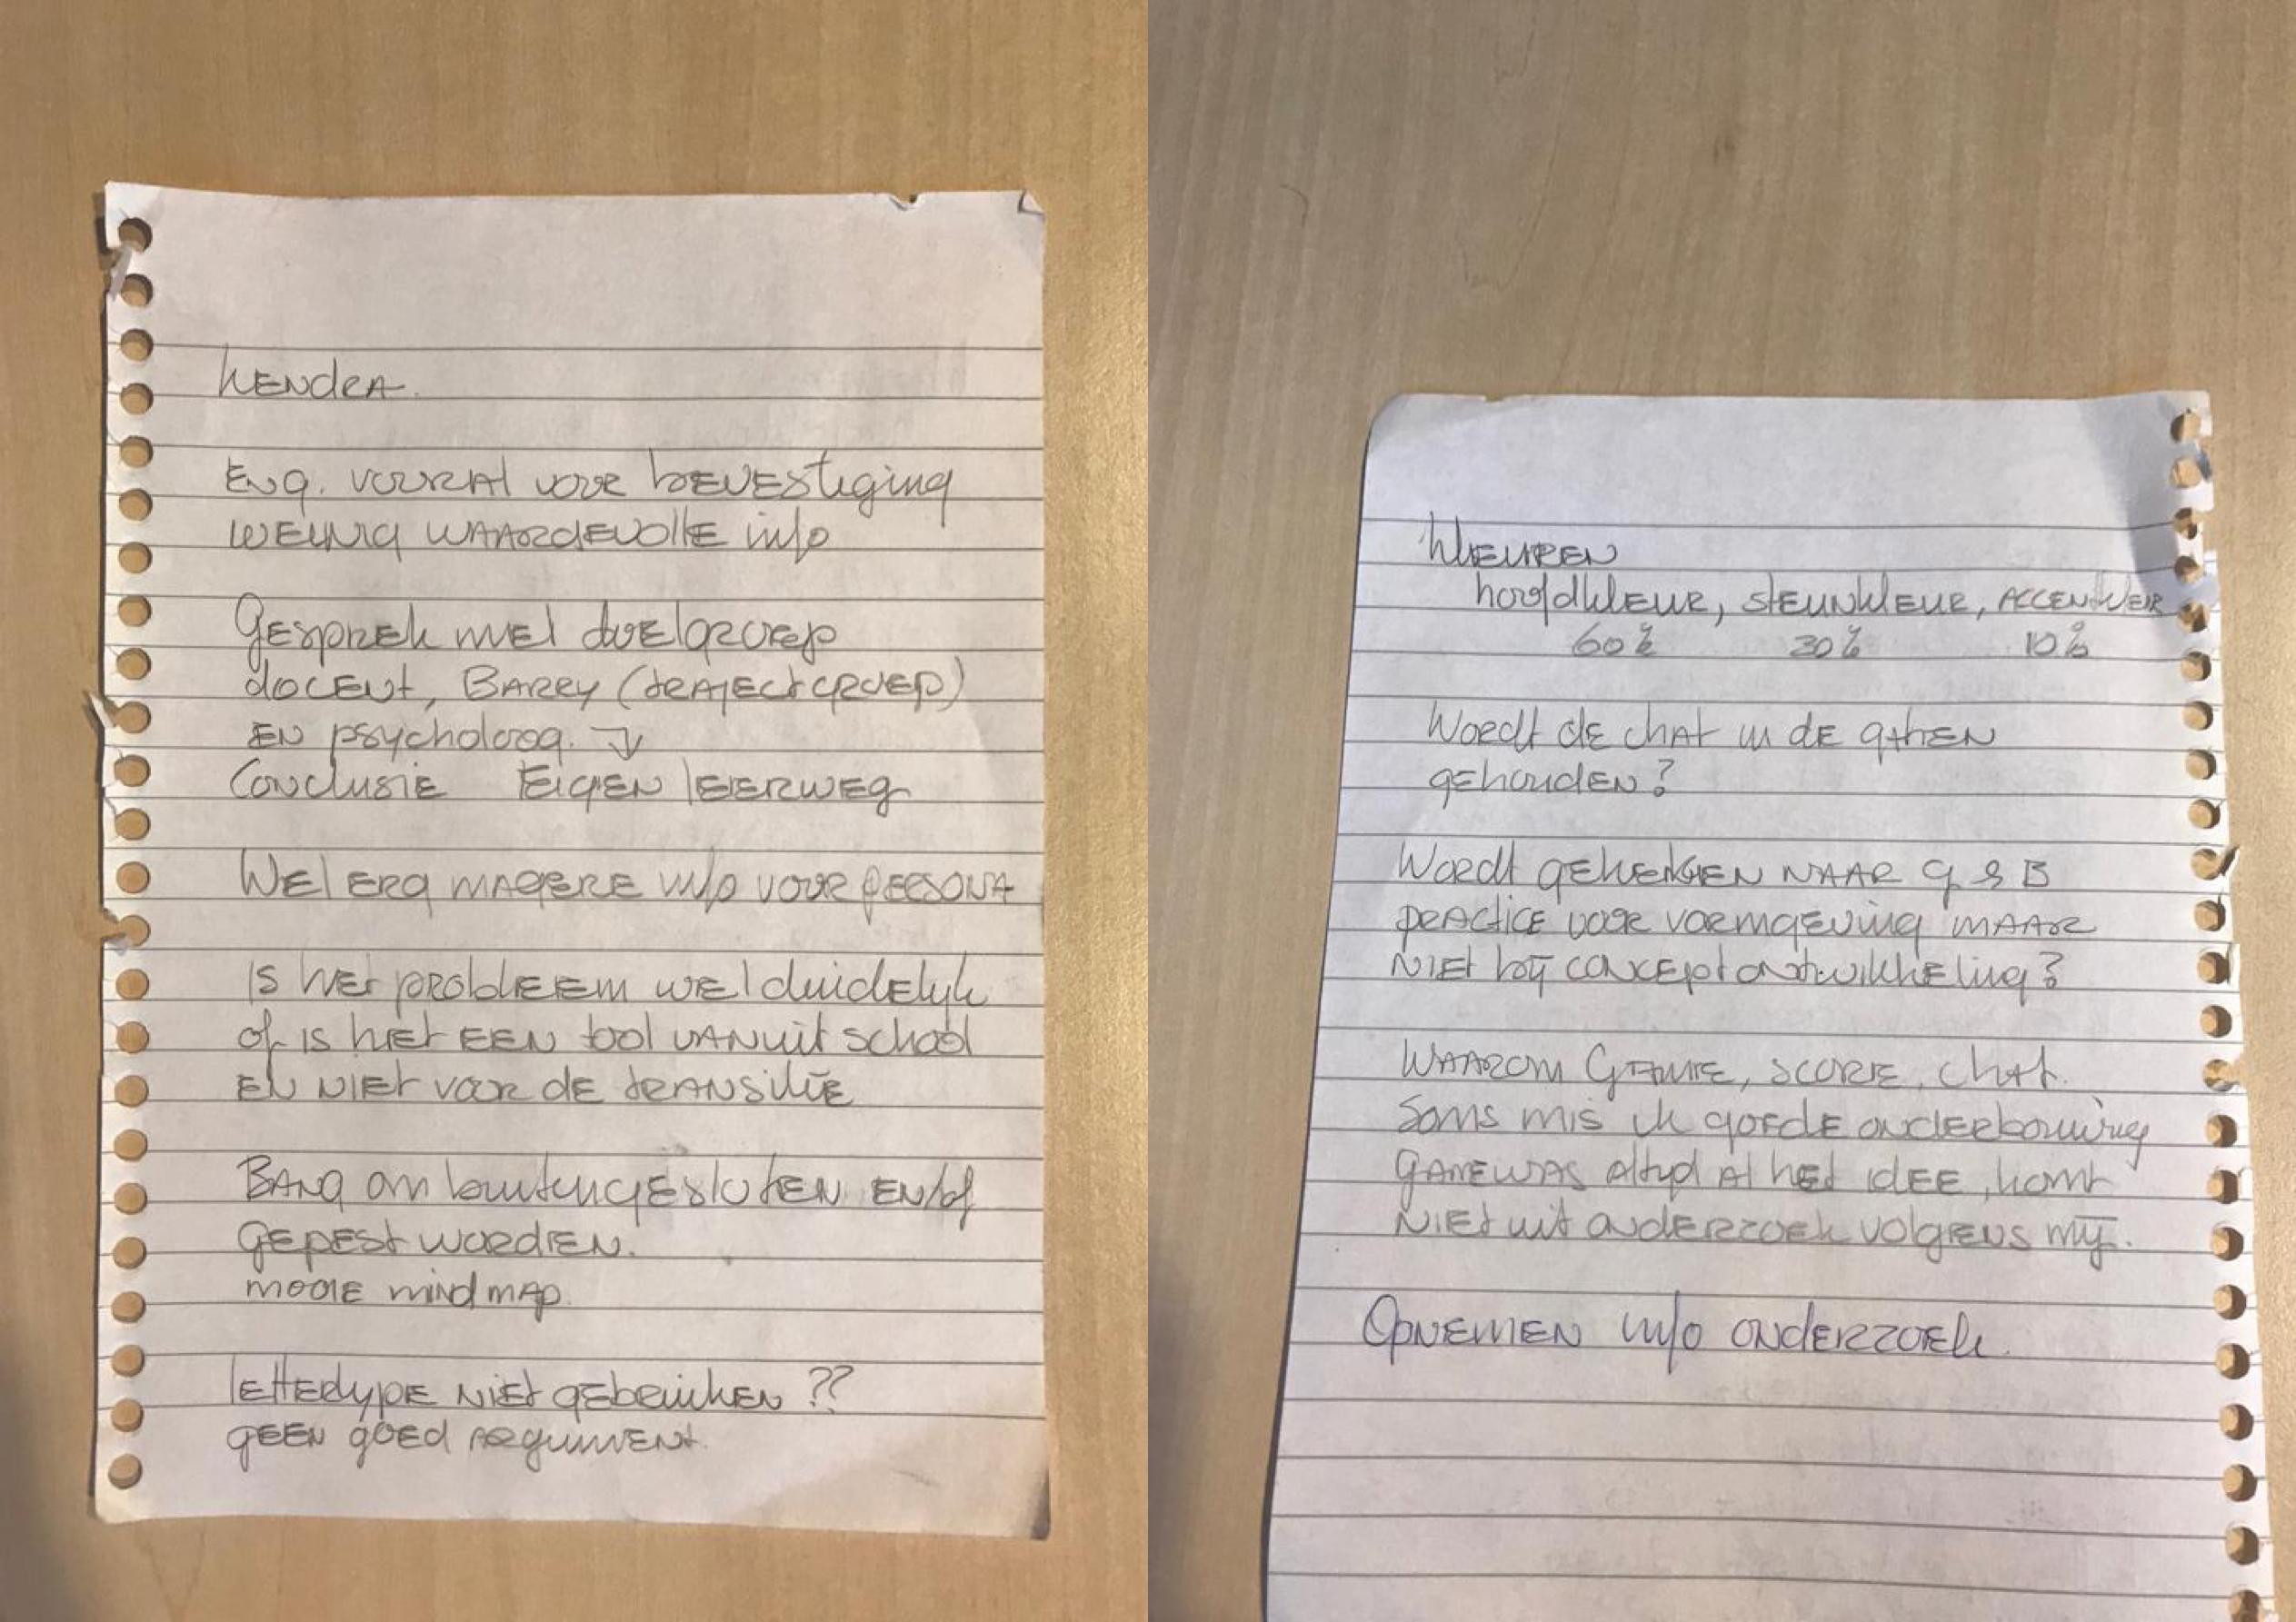 Kendra.
Enq. vooral voor bevestiging
weinig waardevolle info
Gesprek met doelgroep
docent, Barry (trajectgroep)
en psycholoog. ↴
Conclusie Eigen leerweg
Wel erg magere info voor persona
Is het probleem wel duidelijk
of is het een tool vanuit school
en niet voor de transitie
Bang om buitengesloten en/of
gepest worden.
mooie mindmap.
lettertype niet gebruiken ??
geen goed argument.
Kleuren
hoofdkleur, steunkleur, accentkleur
60% 30% 10%
Wordt de chat in de gaten
gehouden?
Wordt gekeken naar g & B
practice voor vormgeving maar
niet bij conceptontwikkeling?
Waarom Game, score, chat.
Soms mis ik goede onderbouwing
Game was altijd al het idee, komt
niet uit onderzoek volgens mij.
Opnemen info onderzoek.